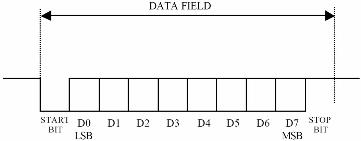 DATA FIELD
START BIT D0 LSB D1 D2 D3 D4 D5 D6 D7 MSB STOP BIT